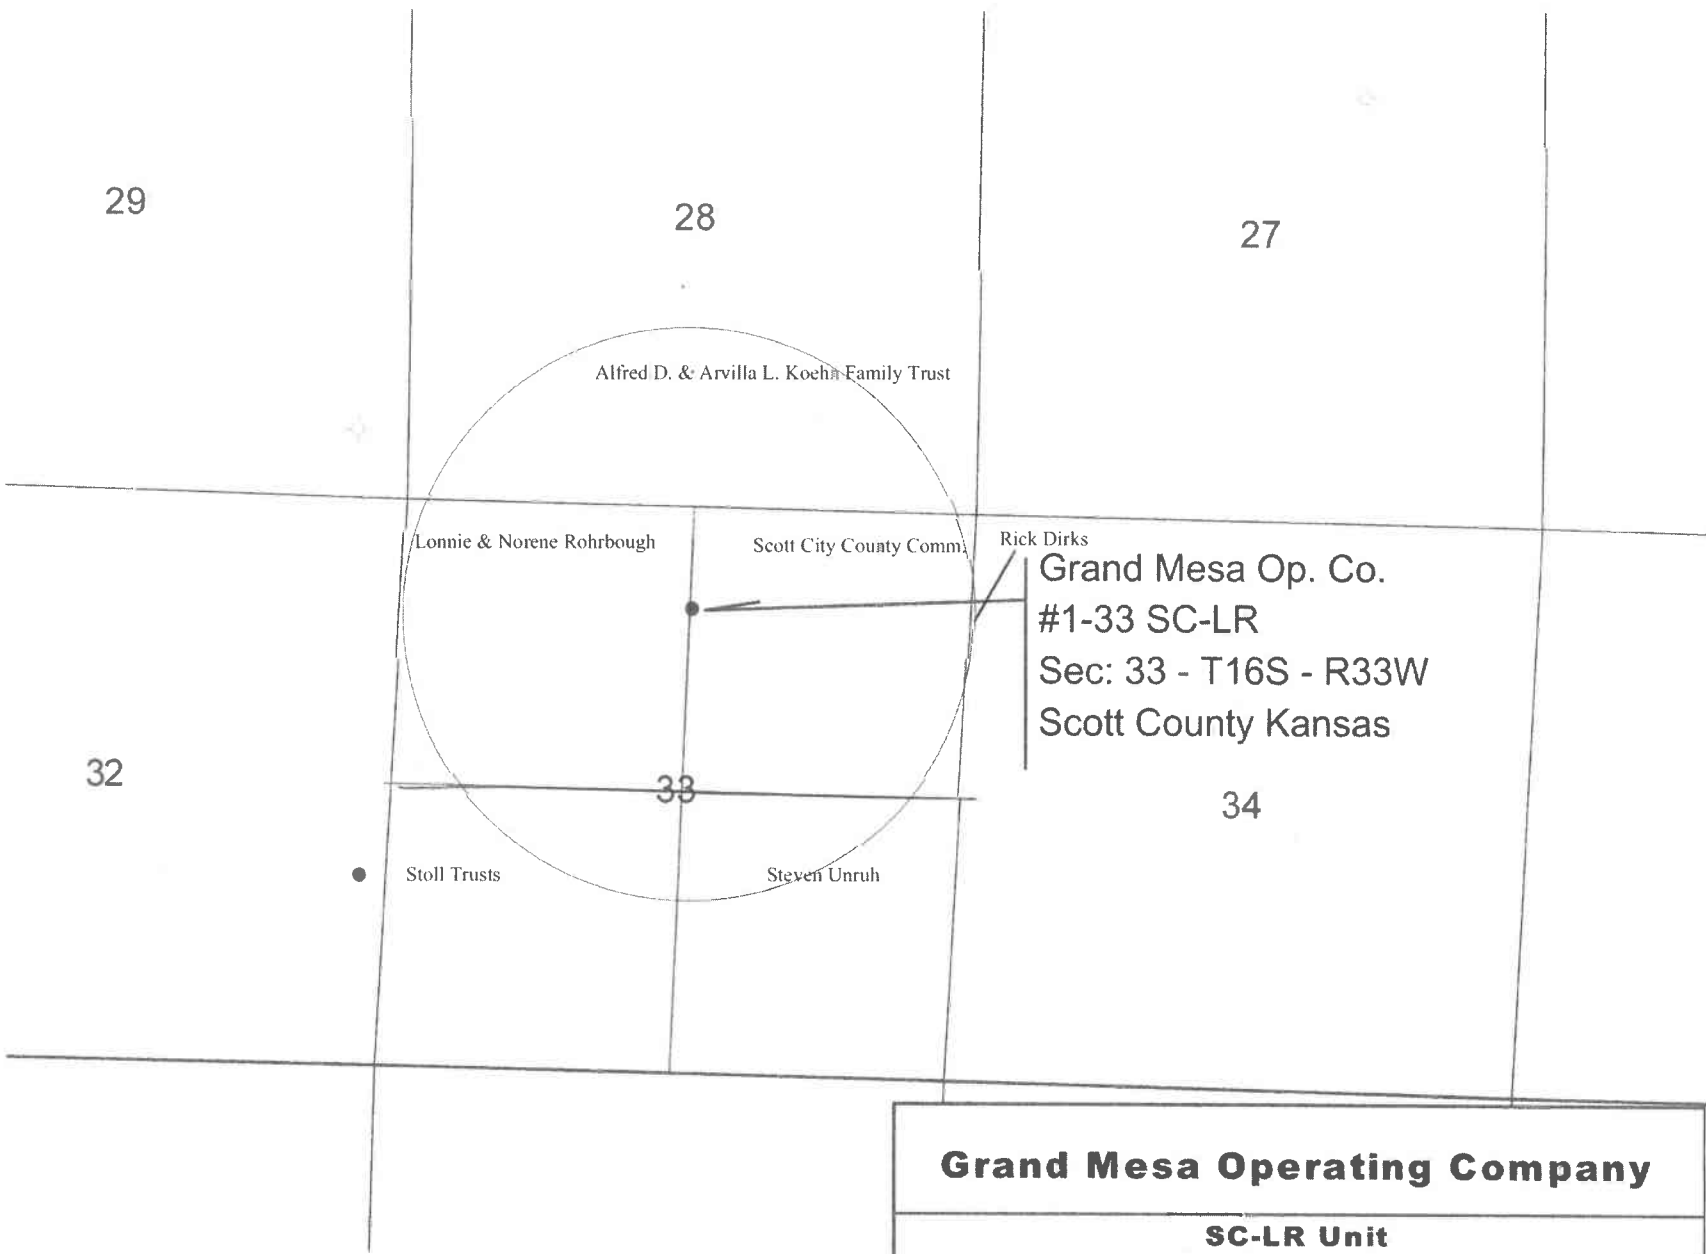 29
28
27
Alfred D. & Arvilla L. Koehn Family Trust
Lonnie & Norene Rohrbough
Scott City County Comm.
Rick Dirks
Grand Mesa Op. Co.
#1-33 SC-LR
Sec: 33 - T16S - R33W
Scott County Kansas
32
33
34
Stoll Trusts
Steven Unruh
Grand Mesa Operating Company
SC-LR Unit